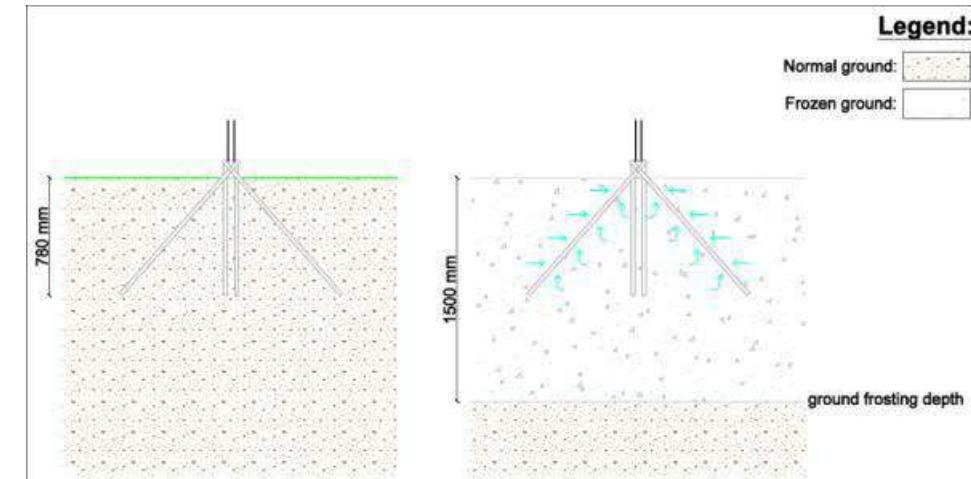 Legend:
Normal ground:
Frozen ground:
780 mm
1500 mm
ground frosting depth